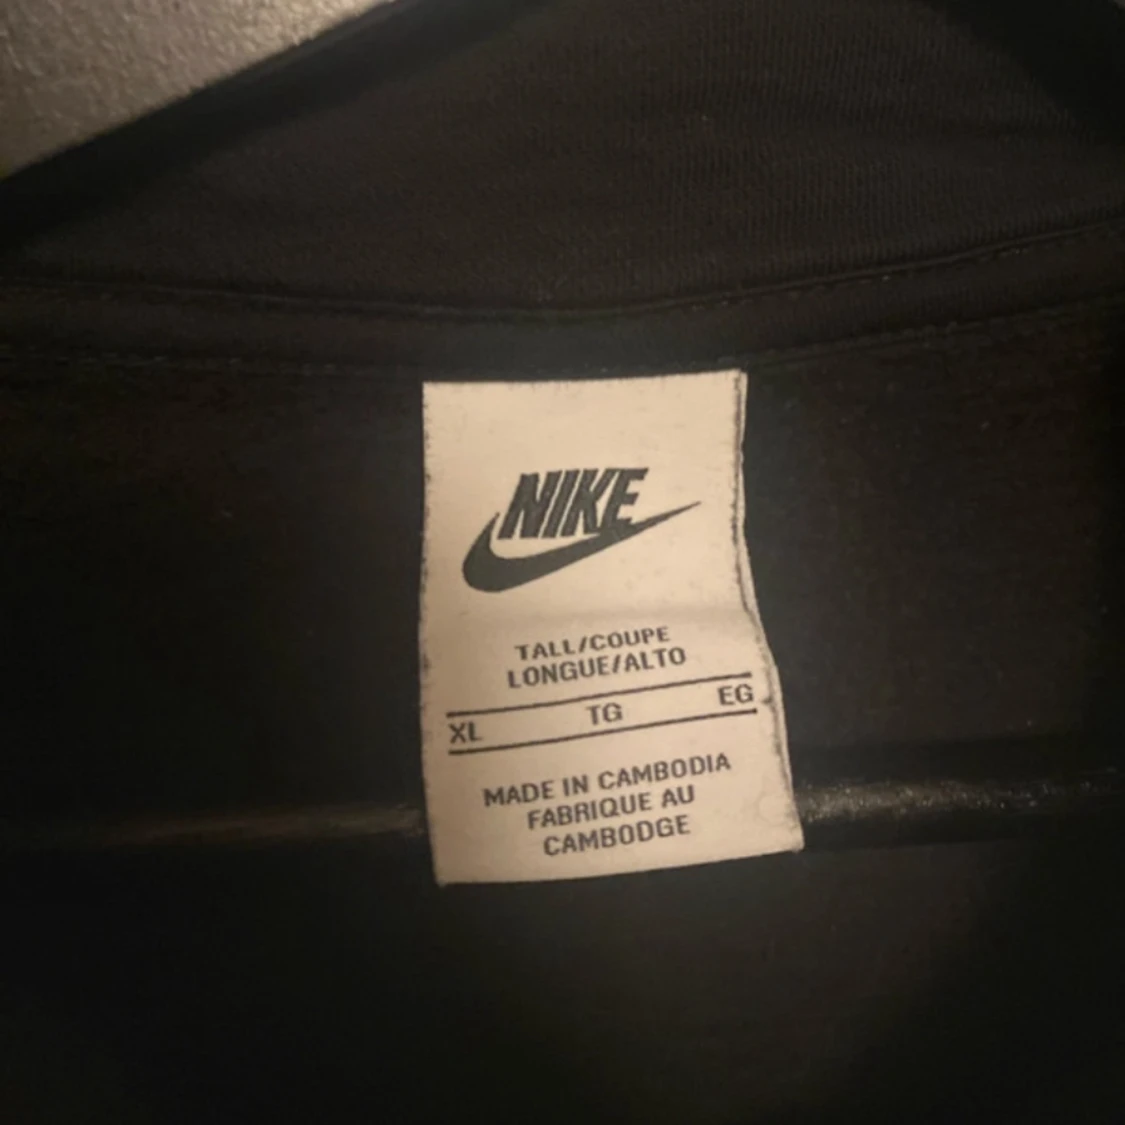 NIKE
TALL/COUPE
LONGUE/ALTO
XL TG EG
MADE IN CAMBODIA
FABRIQUE AU
CAMBODGE